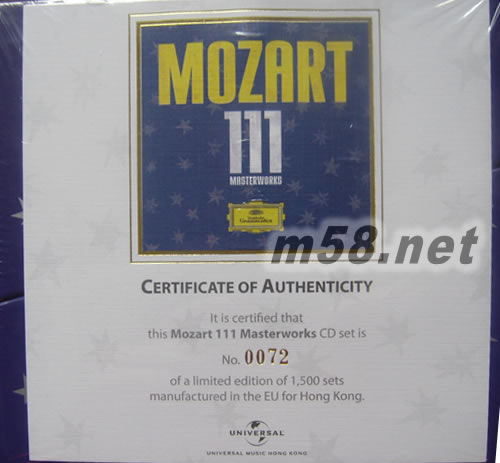 MOZART
111
MASTERWORKS
Deutsche
Grammophon
m58.net
CERTIFICATE OF AUTHENTICITY
It is certified that
this Mozart 111 Masterworks CD set is
No. 0072
of a limited edition of 1,500 sets
manufactured in the EU for Hong Kong.
UNIVERSAL
UNIVERSAL MUSIC HONG KONG